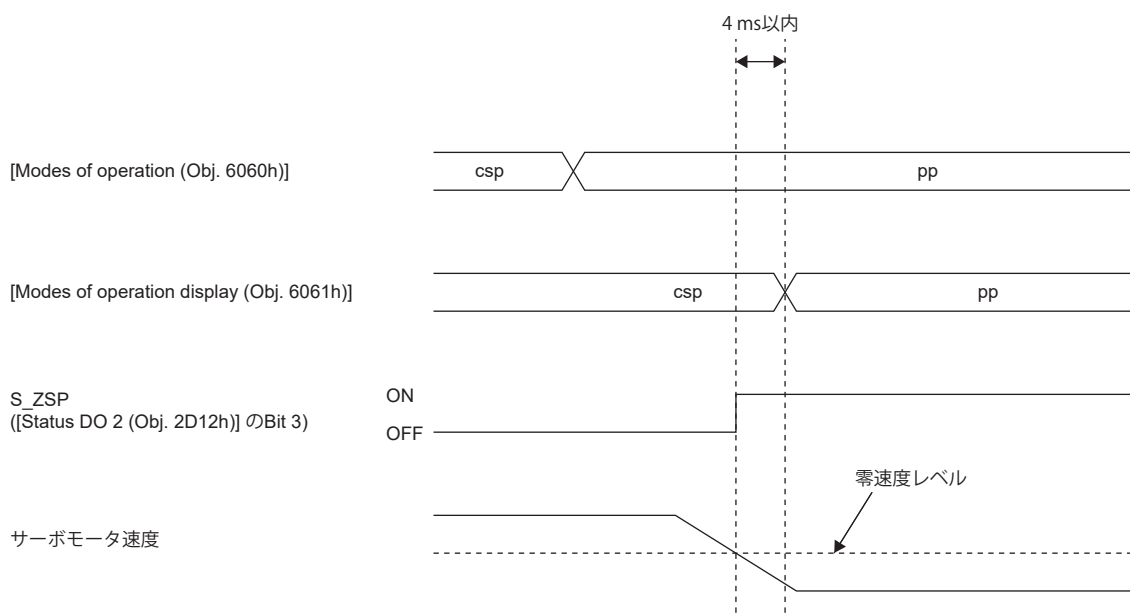 4 ms以内
[Modes of operation (Obj. 6060h)]
csp
pp
[Modes of operation display (Obj. 6061h)]
csp
pp
S_ZSP
([Status DO 2 (Obj. 2D12h)] のBit 3)
ON
OFF
零速度レベル
サーボモータ速度